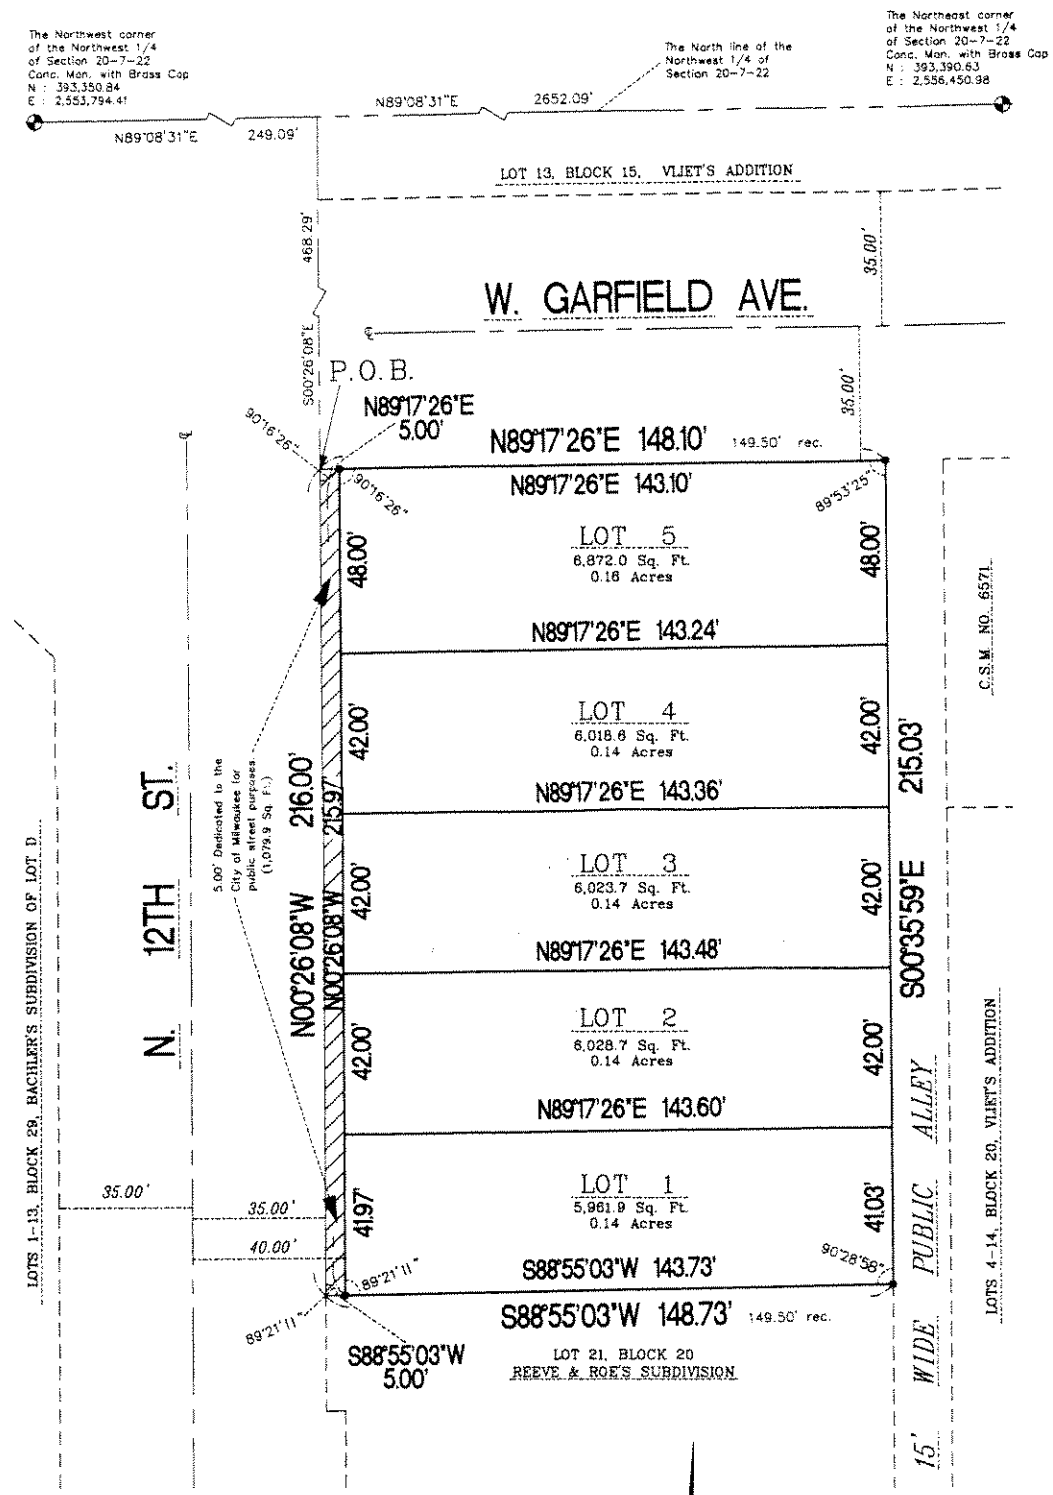 The Northwest corner
of the Northwest 1/4
of Section 20-7-22
Conc. Mon. with Brass Cap
N : 393,350.84
E : 2,553,794.41
The Northeast corner
of the Northwest 1/4
of Section 20-7-22
Conc. Mon. with Brass Cap
N : 393,390.63
E : 2,556,450.98
The North line of the
Northwest 1/4 of
Section 20-7-22
N89°08'31"E 2652.09'
N89°08'31"E 249.09'
LOT 13, BLOCK 15, VLIET'S ADDITION
S00°26'08"E 468.29'
35.00'
W. GARFIELD AVE.
35.00'
P.O.B.
N89°17'26"E
5.00'
90°16'26"
N89°17'26"E 148.10' 149.50' rec.
90°16'26"
N89°17'26"E 143.10'
89°53'25"
48.00'
LOT 5
6,872.0 Sq. Ft.
0.16 Acres
48.00'
N89°17'26"E 143.24'
42.00'
LOT 4
6,018.6 Sq. Ft.
0.14 Acres
42.00'
N89°17'26"E 143.36'
42.00'
LOT 3
6,023.7 Sq. Ft.
0.14 Acres
42.00'
N89°17'26"E 143.48'
42.00'
LOT 2
6,028.7 Sq. Ft.
0.14 Acres
42.00'
N89°17'26"E 143.60'
41.97'
LOT 1
5,961.9 Sq. Ft.
0.14 Acres
41.03'
S88°55'03"W 143.73'
90°28'58"
89°21'11"
S88°55'03"W 148.73' 149.50' rec.
89°21'11"
S88°55'03"W
5.00'
LOT 21, BLOCK 20
REEVE & ROE'S SUBDIVISION
N00°26'08"W 216.00'
N00°26'08"W 215.97'
S00°35'59"E 215.03'
5.00' Dedicated to the
City of Milwaukee for
public street purposes.
(1,079.9 Sq. Ft.)
N. 12TH ST.
35.00'
35.00'
40.00'
LOTS 1-13, BLOCK 29, BACHLER'S SUBDIVISION OF LOT D
C.S.M. NO. 6571
LOTS 4-14, BLOCK 20, VLIET'S ADDITION
15' WIDE PUBLIC ALLEY